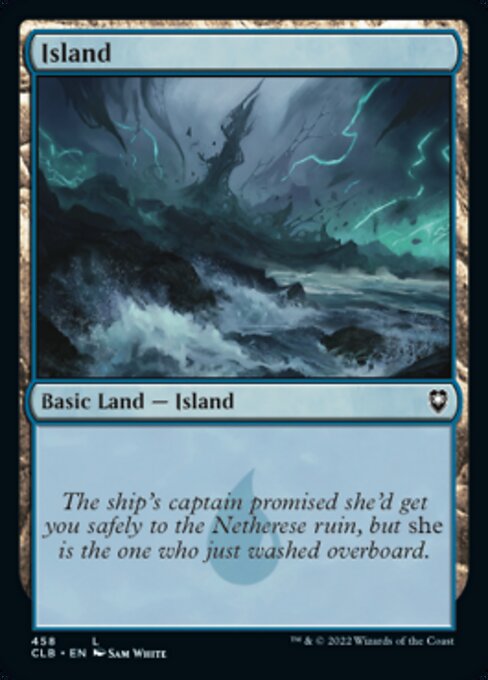 Island
Basic Land — Island
The ship's captain promised she'd get
you safely to the Netherese ruin, but she
is the one who just washed overboard.
458 L
CLB • EN Sam White
™ & © 2022 Wizards of the Coast